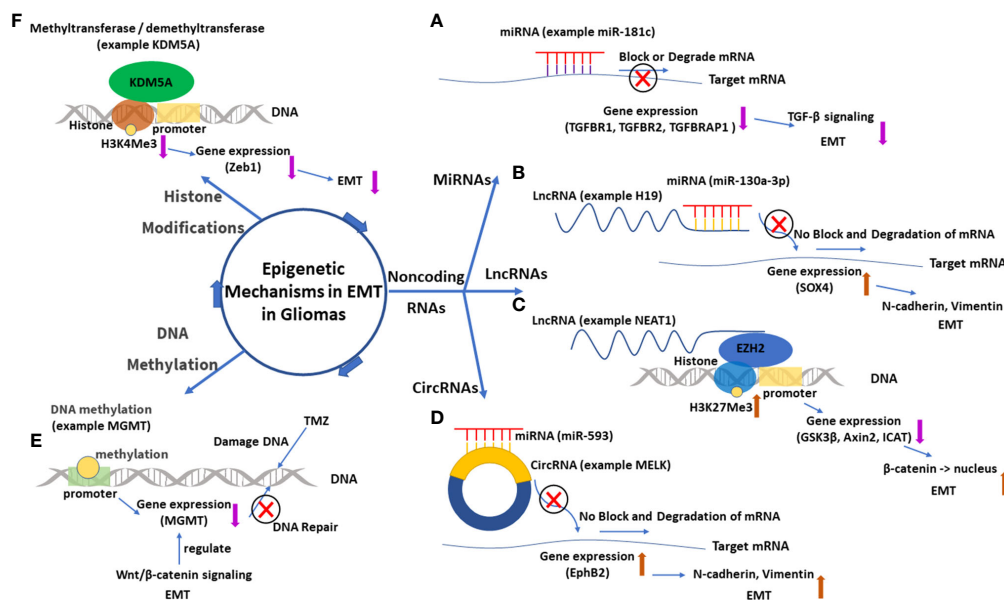 F
Methyltransferase / demethyltransferase
(example KDM5A)
KDM5A
DNA
Histone
promoter
H3K4Me3
Gene expression
(Zeb1)
EMT
Histone
Modifications
Epigenetic
Mechanisms in EMT
in Gliomas
DNA
Methylation
Noncoding
RNAs
MiRNAs
LncRNAs
CircRNAs
A
miRNA (example miR-181c)
Block or Degrade mRNA
Target mRNA
Gene expression
(TGFBR1, TGFBR2, TGFBRAP1 )
TGF-β signaling
EMT
B
LncRNA (example H19)
miRNA (miR-130a-3p)
No Block and Degradation of mRNA
Target mRNA
Gene expression
(SOX4)
N-cadherin, Vimentin
EMT
C
LncRNA (example NEAT1)
EZH2
Histone
DNA
promoter
H3K27Me3
Gene expression
(GSK3β, Axin2, ICAT)
β-catenin -> nucleus
EMT
D
miRNA (miR-593)
CircRNA (example MELK)
No Block and Degradation of mRNA
Target mRNA
Gene expression
(EphB2)
N-cadherin, Vimentin
EMT
E
DNA methylation
(example MGMT)
methylation
TMZ
Damage DNA
DNA
promoter
Gene expression
(MGMT)
DNA Repair
regulate
Wnt/β-catenin signaling
EMT